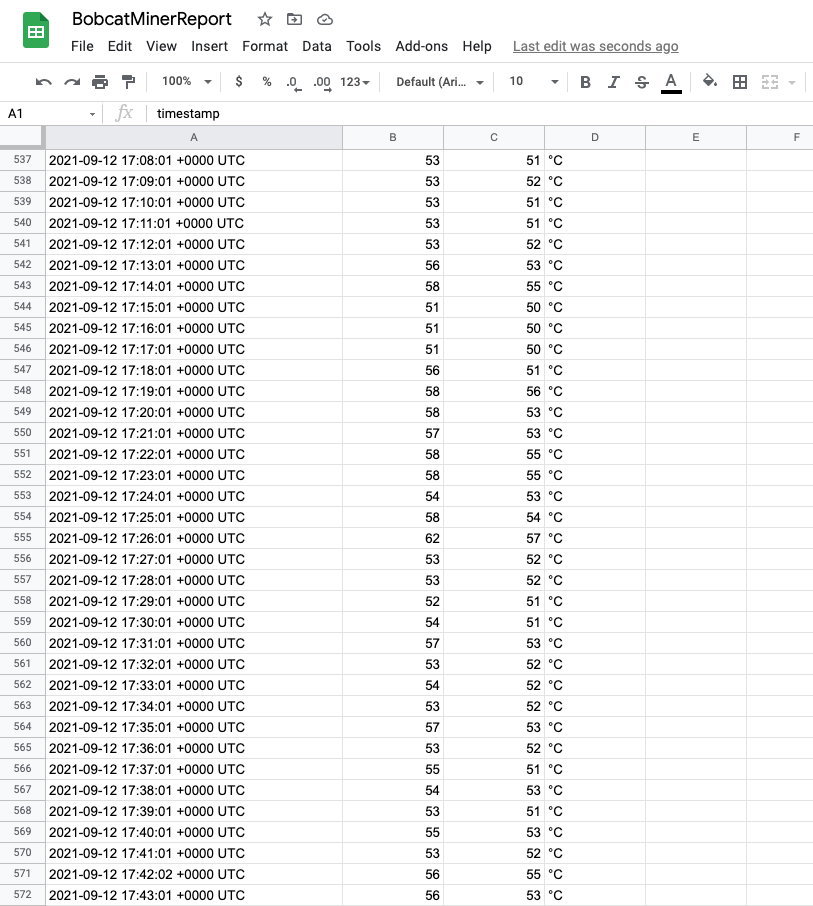 BobcatMinerReport
File Edit View Insert Format Data Tools Add-ons Help Last edit was seconds ago
100% $ % .0 .00 123 Default (Ari... 10 B I S A
A1 fx timestamp
A B C D E F
537 2021-09-12 17:08:01 +0000 UTC 53 51 °C
538 2021-09-12 17:09:01 +0000 UTC 53 52 °C
539 2021-09-12 17:10:01 +0000 UTC 53 51 °C
540 2021-09-12 17:11:01 +0000 UTC 53 51 °C
541 2021-09-12 17:12:01 +0000 UTC 53 52 °C
542 2021-09-12 17:13:01 +0000 UTC 56 53 °C
543 2021-09-12 17:14:01 +0000 UTC 58 55 °C
544 2021-09-12 17:15:01 +0000 UTC 51 50 °C
545 2021-09-12 17:16:01 +0000 UTC 51 50 °C
546 2021-09-12 17:17:01 +0000 UTC 51 50 °C
547 2021-09-12 17:18:01 +0000 UTC 56 51 °C
548 2021-09-12 17:19:01 +0000 UTC 58 56 °C
549 2021-09-12 17:20:01 +0000 UTC 58 53 °C
550 2021-09-12 17:21:01 +0000 UTC 57 53 °C
551 2021-09-12 17:22:01 +0000 UTC 58 55 °C
552 2021-09-12 17:23:01 +0000 UTC 58 55 °C
553 2021-09-12 17:24:01 +0000 UTC 54 53 °C
554 2021-09-12 17:25:01 +0000 UTC 58 54 °C
555 2021-09-12 17:26:01 +0000 UTC 62 57 °C
556 2021-09-12 17:27:01 +0000 UTC 53 52 °C
557 2021-09-12 17:28:01 +0000 UTC 53 52 °C
558 2021-09-12 17:29:01 +0000 UTC 52 51 °C
559 2021-09-12 17:30:01 +0000 UTC 54 51 °C
560 2021-09-12 17:31:01 +0000 UTC 57 53 °C
561 2021-09-12 17:32:01 +0000 UTC 53 52 °C
562 2021-09-12 17:33:01 +0000 UTC 54 52 °C
563 2021-09-12 17:34:01 +0000 UTC 53 52 °C
564 2021-09-12 17:35:01 +0000 UTC 57 53 °C
565 2021-09-12 17:36:01 +0000 UTC 53 52 °C
566 2021-09-12 17:37:01 +0000 UTC 55 51 °C
567 2021-09-12 17:38:01 +0000 UTC 54 53 °C
568 2021-09-12 17:39:01 +0000 UTC 53 51 °C
569 2021-09-12 17:40:01 +0000 UTC 55 53 °C
570 2021-09-12 17:41:01 +0000 UTC 53 52 °C
571 2021-09-12 17:42:02 +0000 UTC 56 55 °C
572 2021-09-12 17:43:01 +0000 UTC 56 53 °C